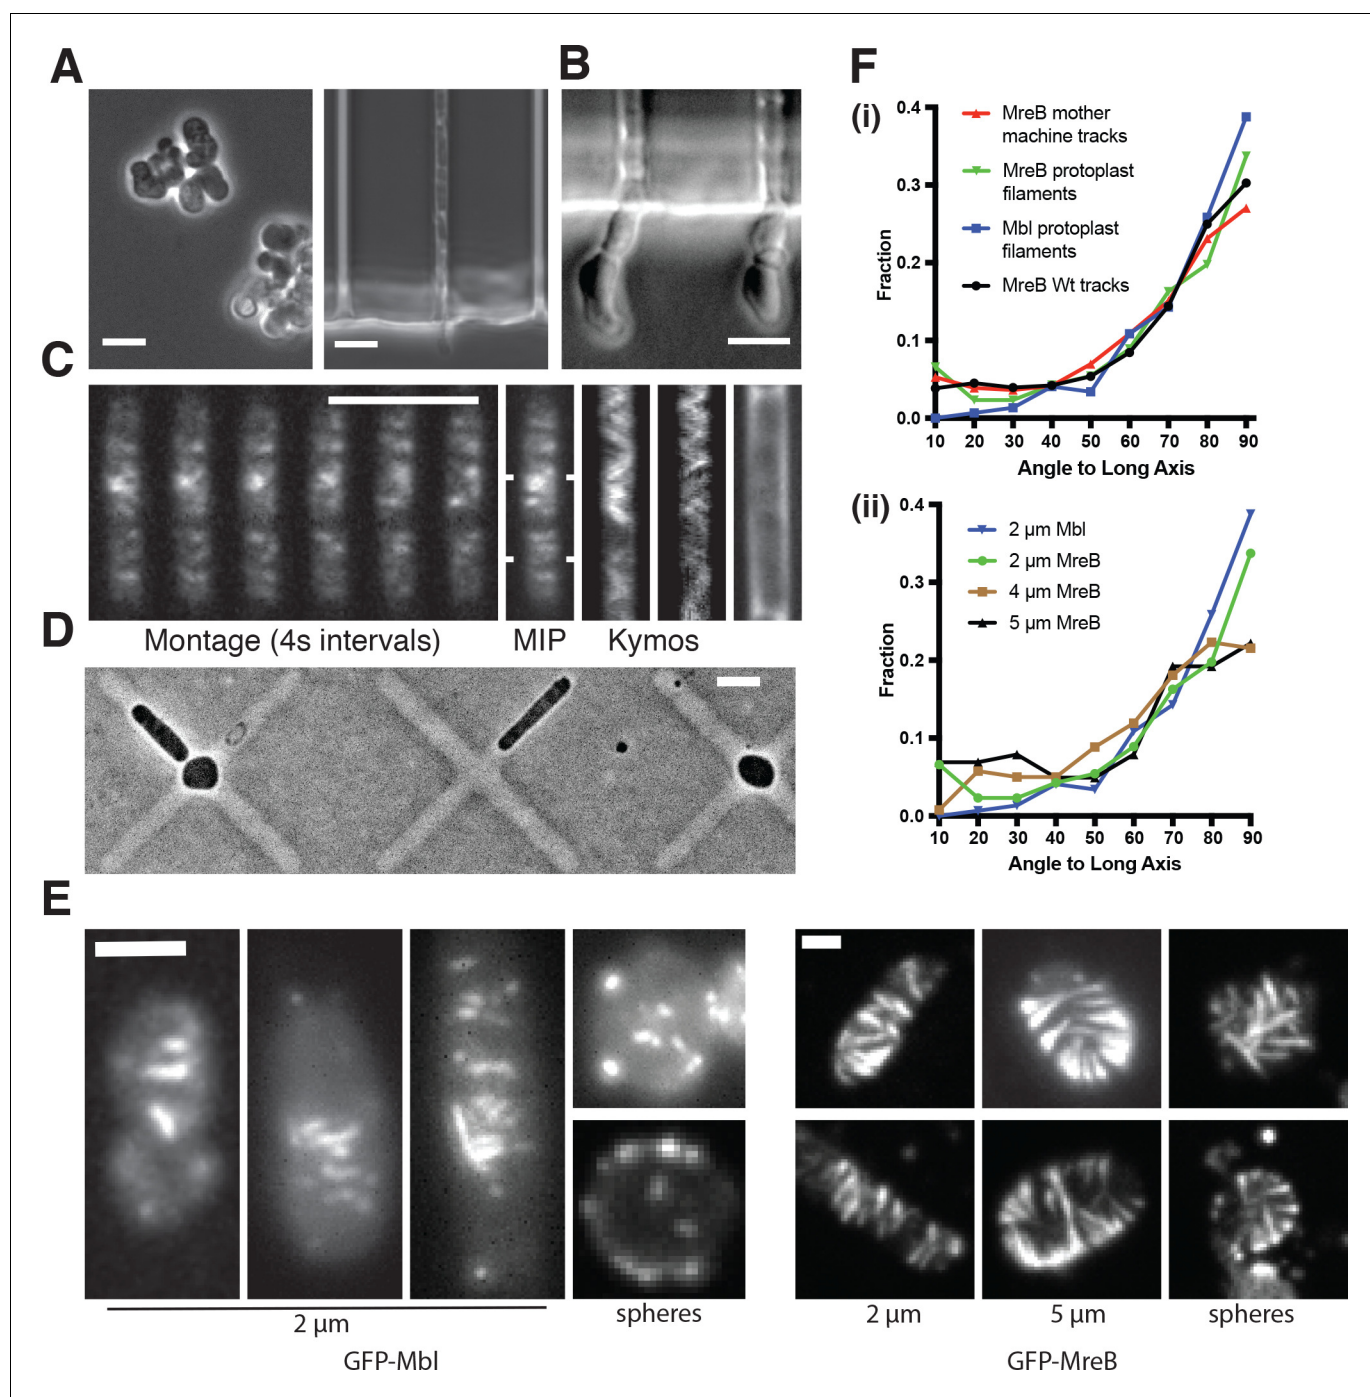 A
B
F
(i)
0.4
0.3
0.2
0.1
0.0
Fraction
MreB mother
machine tracks
MreB protoplast
filaments
Mbl protoplast
filaments
MreB Wt tracks
10 20 30 40 50 60 70 80 90
Angle to Long Axis
C
Montage (4s intervals)
MIP
Kymos
(ii)
0.4
0.3
0.2
0.1
0.0
Fraction
2 µm Mbl
2 µm MreB
4 µm MreB
5 µm MreB
10 20 30 40 50 60 70 80 90
Angle to Long Axis
D
E
2 µm
spheres
GFP-Mbl
2 µm
5 µm
spheres
GFP-MreB